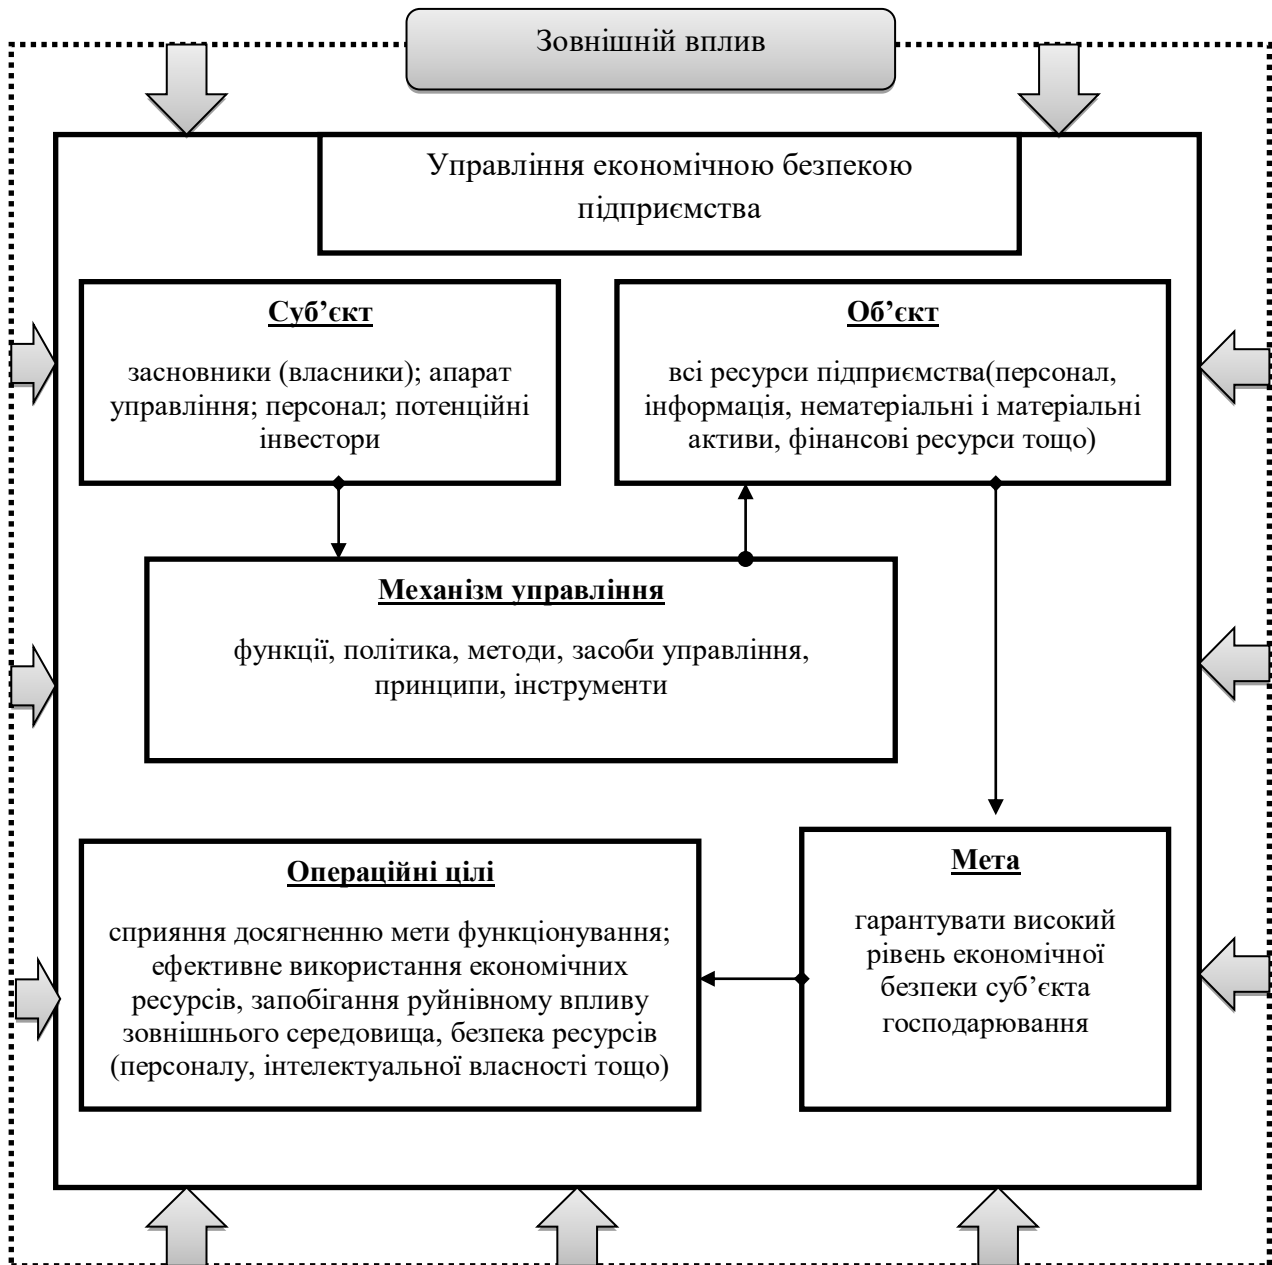 Зовнішній вплив
Управління економічною безпекою
підприємства
Суб’єкт
засновники (власники); апарат
управління; персонал; потенційні
інвестори
Об’єкт
всі ресурси підприємства(персонал,
інформація, нематеріальні і матеріальні
активи, фінансові ресурси тощо)
Механізм управління
функції, політика, методи, засоби управління,
принципи, інструменти
Операційні цілі
сприяння досягненню мети функціонування;
ефективне використання економічних
ресурсів, запобігання руйнівному впливу
зовнішнього середовища, безпека ресурсів
(персоналу, інтелектуальної власності тощо)
Мета
гарантувати високий
рівень економічної
безпеки суб’єкта
господарювання